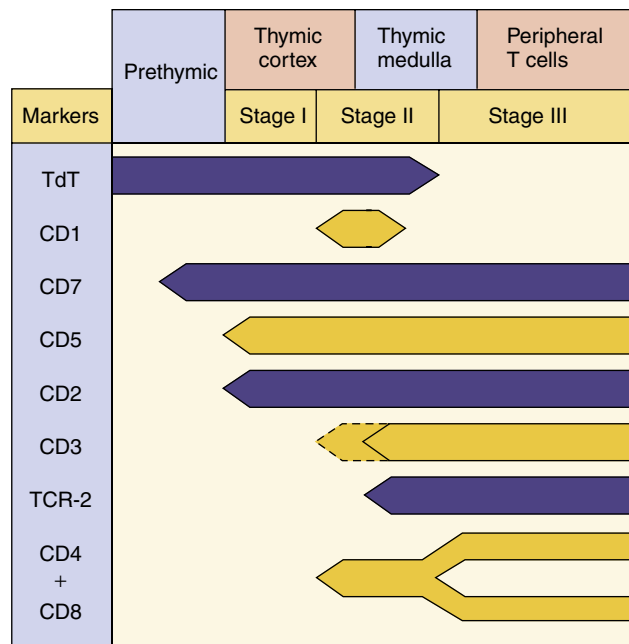 Prethymic
Thymic
cortex
Thymic
medulla
Peripheral
T cells
Markers
Stage I
Stage II
Stage III
TdT
CD1
CD7
CD5
CD2
CD3
TCR-2
CD4
+
CD8